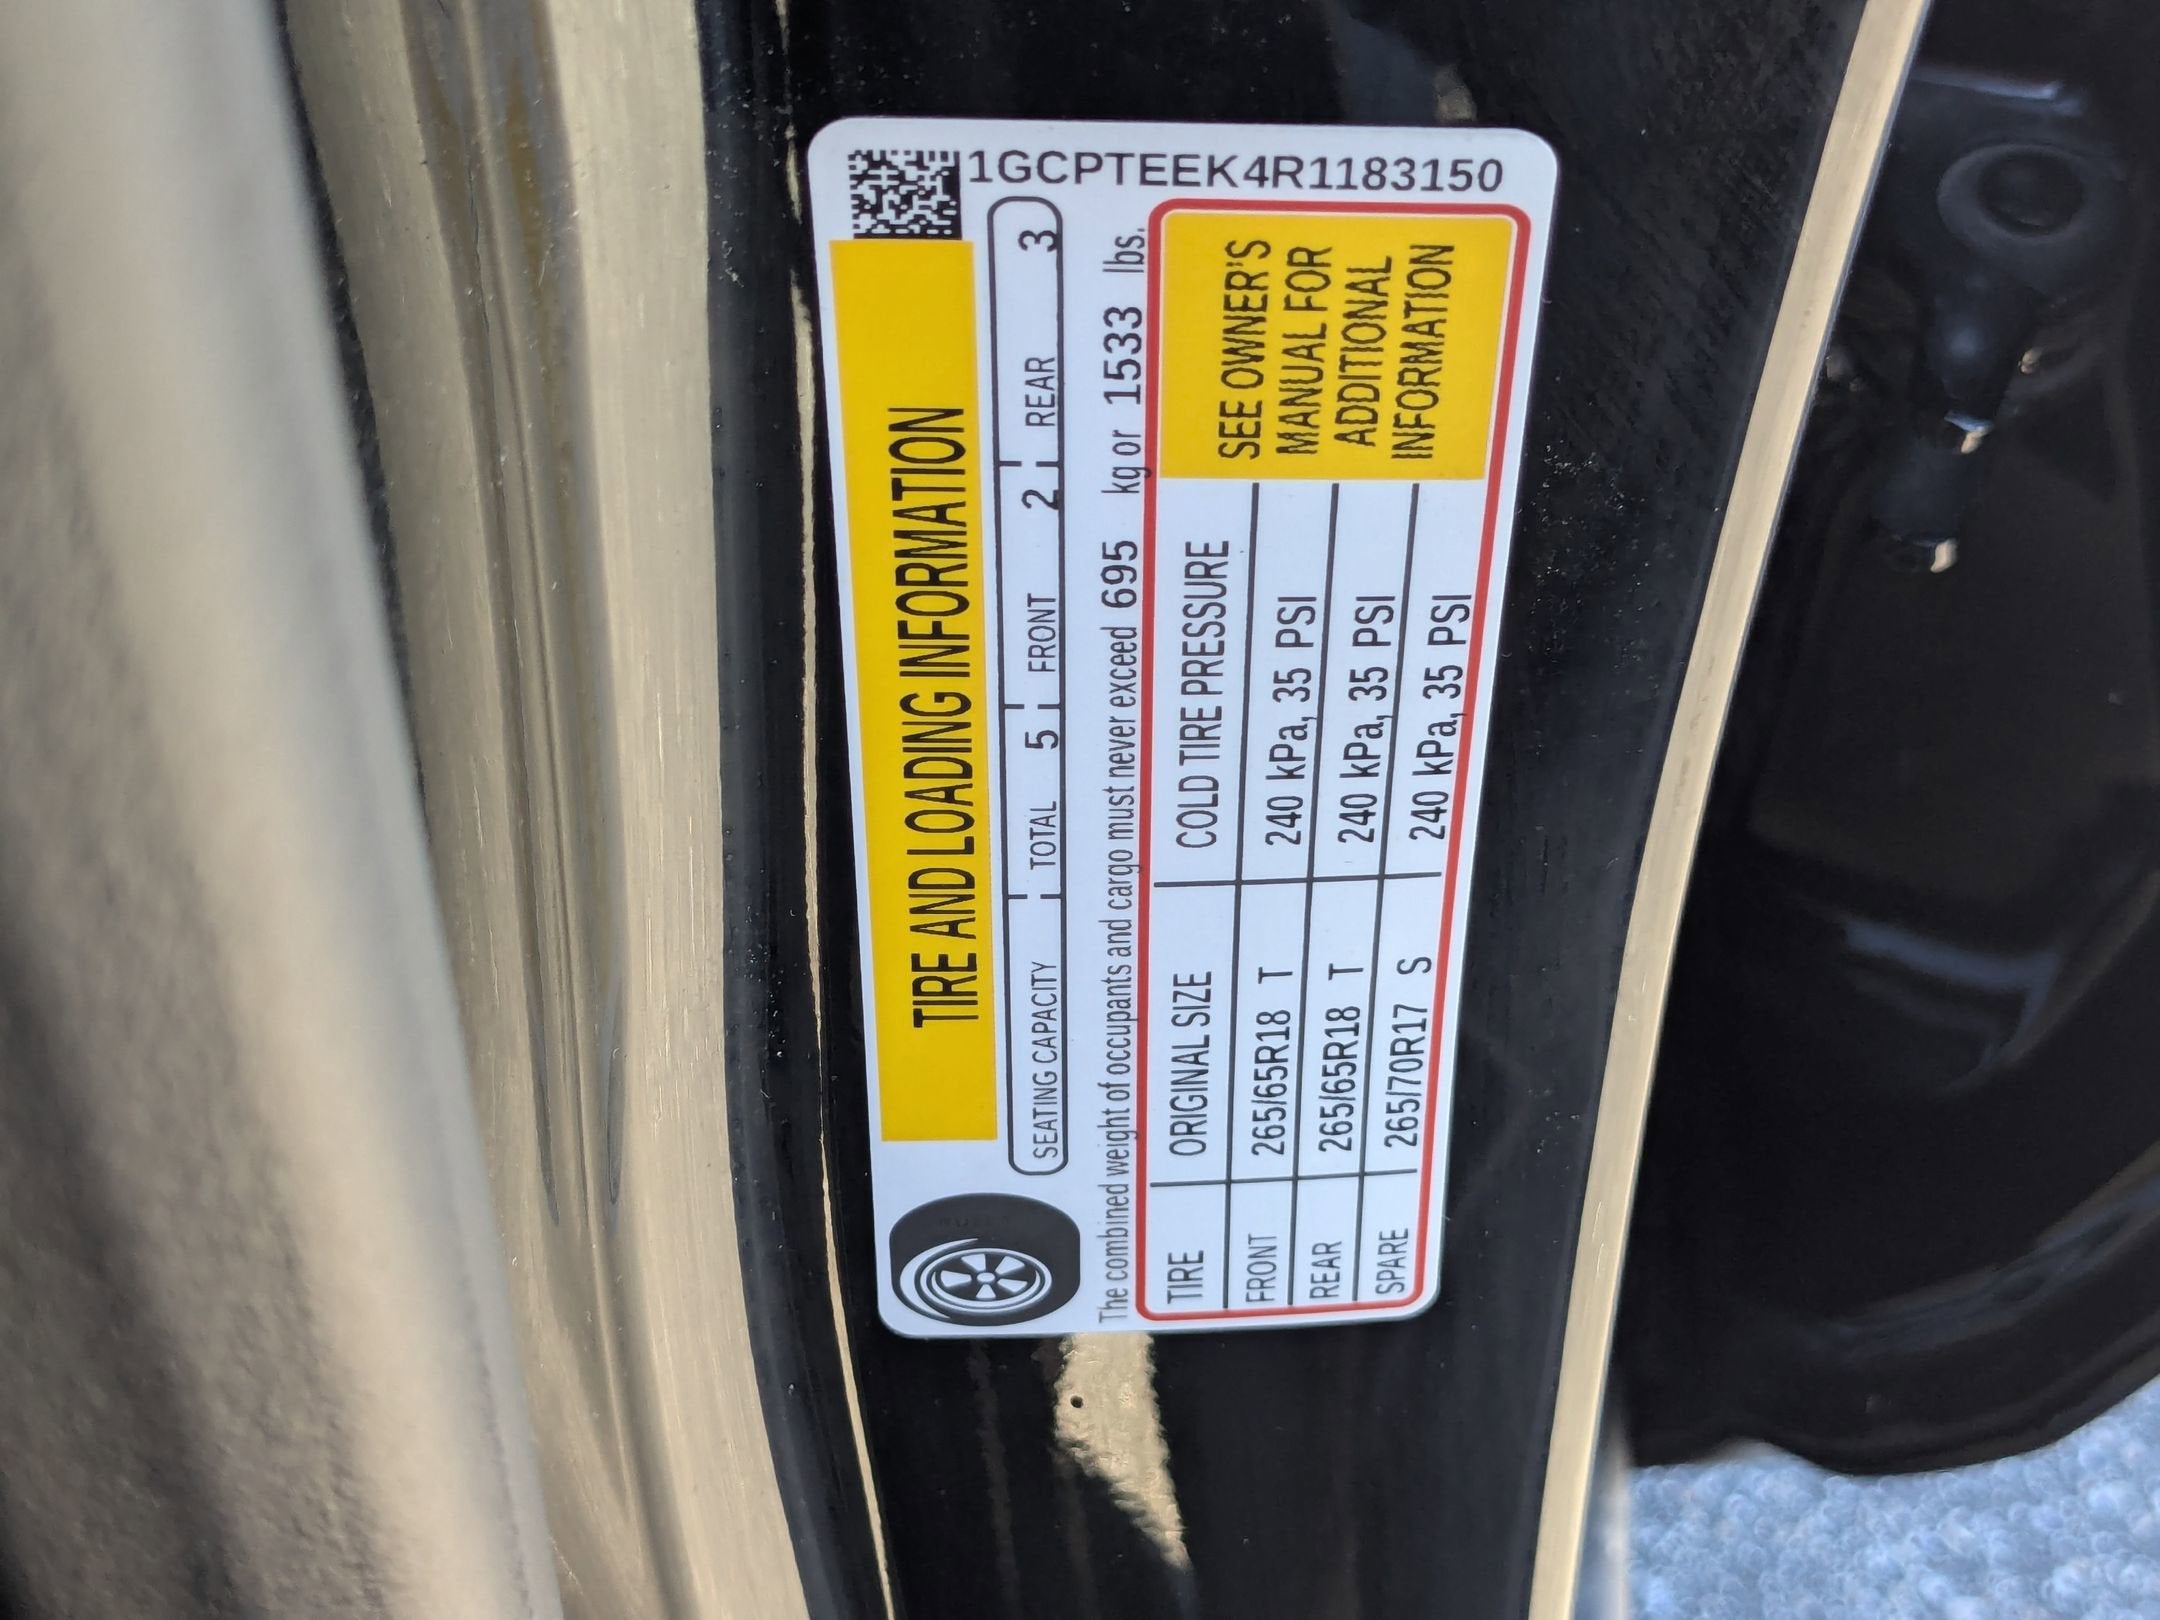 1GCPTEEK4R1183150
TIRE AND LOADING INFORMATION
SEATING CAPACITY TOTAL 5 FRONT 2 REAR 3
The combined weight of occupants and cargo must never exceed 695 kg or 1533 lbs.
TIRE ORIGINAL SIZE COLD TIRE PRESSURE
FRONT 265/65R18 T 240 kPa, 35 PSI
REAR 265/65R18 T 240 kPa, 35 PSI
SPARE 265/70R17 S 240 kPa, 35 PSI
SEE OWNER'S
MANUAL FOR
ADDITIONAL
INFORMATION